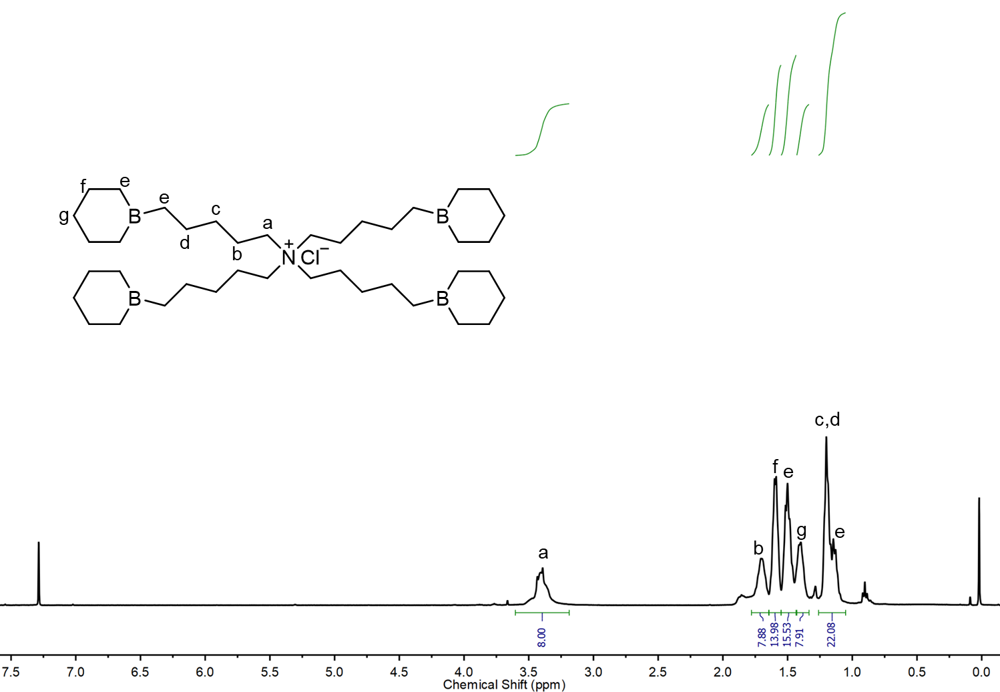 f
e
g
B
e
c
a
d
b
B
N
+
Cl
−
B
B
c,d
f
e
b
g
e
a
8.00
7.88
13.98
15.53
7.91
22.08
7.5 7.0 6.5 6.0 5.5 5.0 4.5 4.0 3.5 3.0 2.5 2.0 1.5 1.0 0.5 0.0
Chemical Shift (ppm)